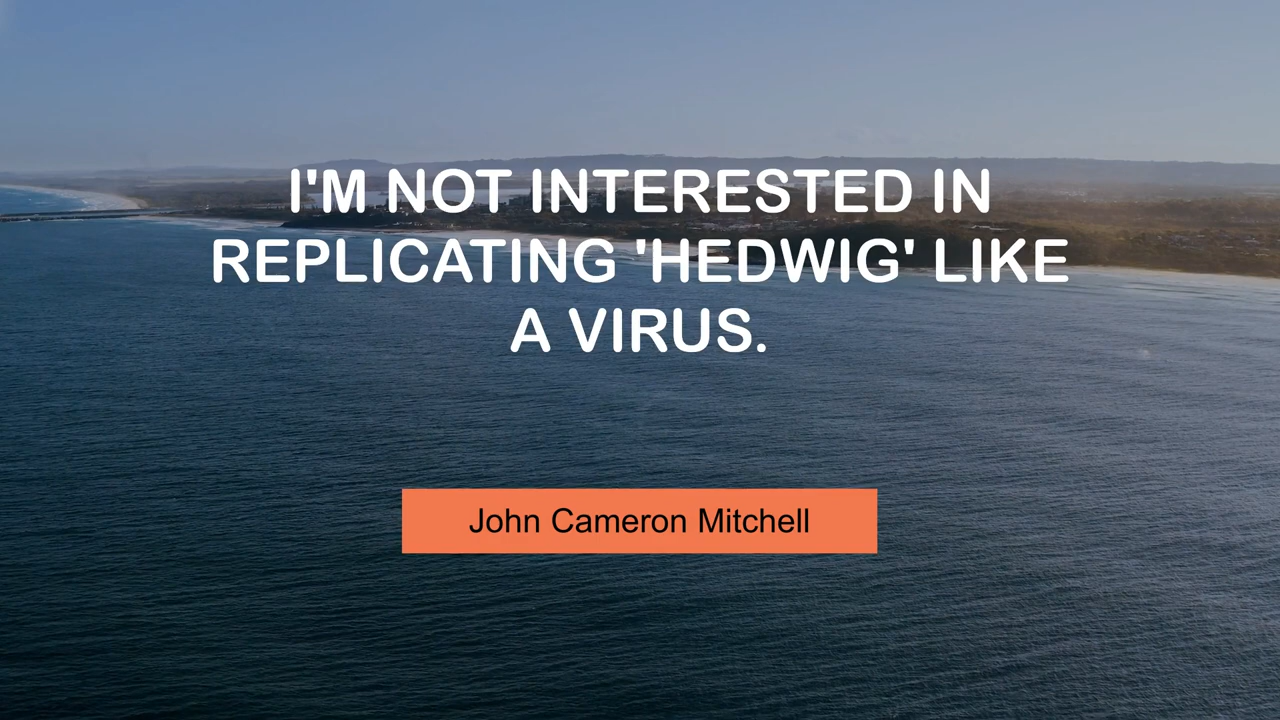 I'M NOT INTERESTED IN
REPLICATING 'HEDWIG' LIKE
A VIRUS.
John Cameron Mitchell